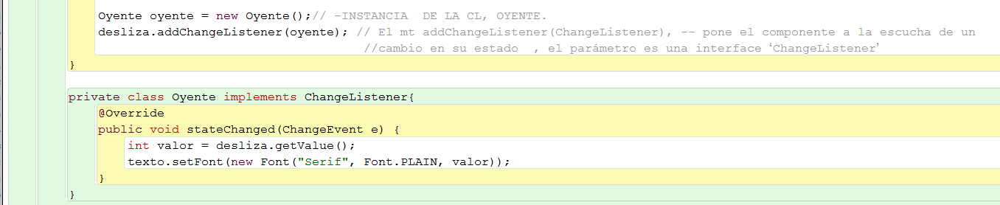 Oyente oyente = new Oyente();// -INSTANCIA  DE LA CL, OYENTE.
desliza.addChangeListener(oyente); // El mt addChangeListener(ChangeListener), -- pone el componente a la escucha de un
//cambio en su estado  , el parámetro es una interface ‘ChangeListener’
}
private class Oyente implements ChangeListener{
@Override
public void stateChanged(ChangeEvent e) {
int valor = desliza.getValue();
texto.setFont(new Font("Serif", Font.PLAIN, valor));
}
}